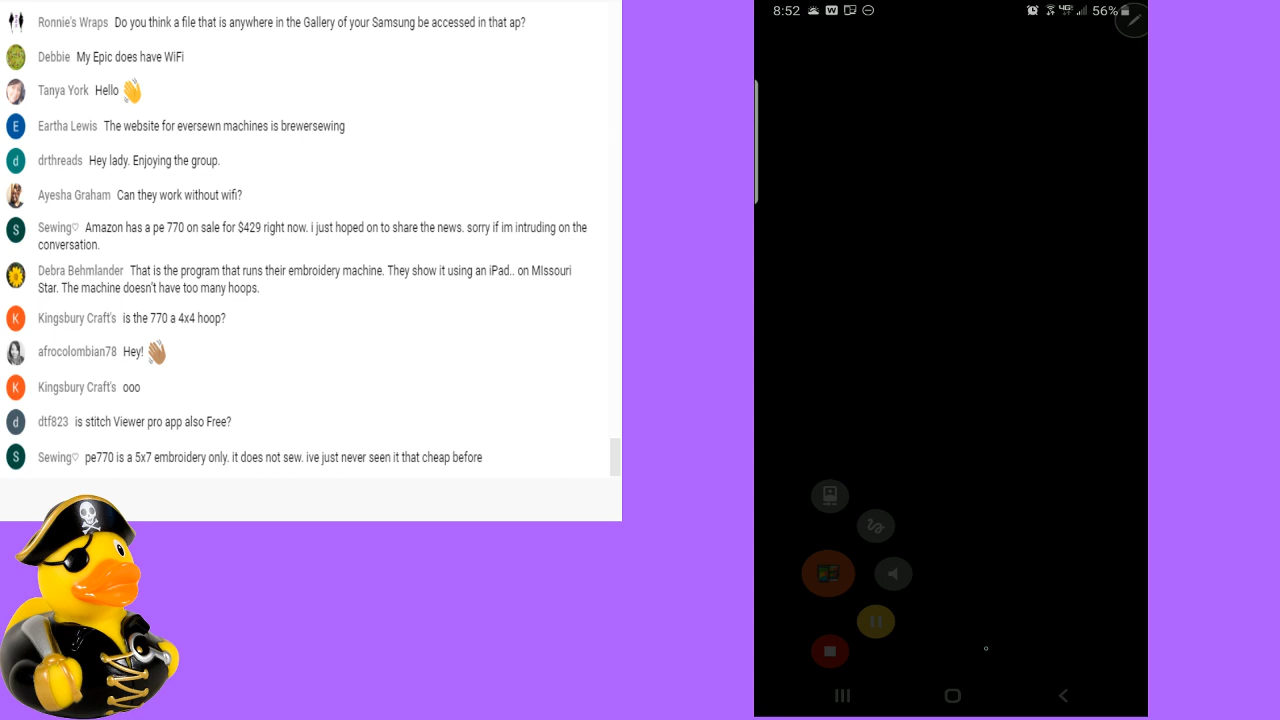 Ronnie's Wraps Do you think a file that is anywhere in the Gallery of your Samsung be accessed in that ap?
Debbie My Epic does have WiFi
Tanya York Hello 👋
Eartha Lewis The website for eversewn machines is brewersewing
drthreads Hey lady. Enjoying the group.
Ayesha Graham Can they work without wifi?
Sewing♡ Amazon has a pe 770 on sale for $429 right now. i just hoped on to share the news. sorry if im intruding on the
conversation.
Debra Behmlander That is the program that runs their embroidery machine. They show it using an iPad.. on MIssouri
Star. The machine doesn't have too many hoops.
Kingsbury Craft's is the 770 a 4x4 hoop?
afrocolombian78 Hey! 👋🏽
Kingsbury Craft's ooo
dtf823 is stitch Viewer pro app also Free?
Sewing♡ pe770 is a 5x7 embroidery only. it does not sew. ive just never seen it that cheap before
E
d
S
K
K
d
S
8:52 W 4G 56%